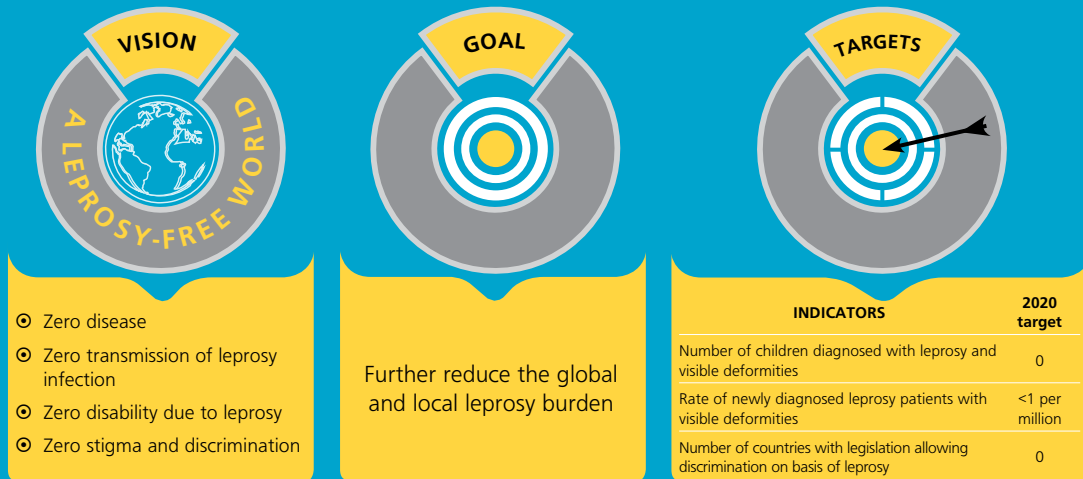 VISION
A LEPROSY-FREE WORLD
Zero disease
Zero transmission of leprosy
infection
Zero disability due to leprosy
Zero stigma and discrimination
GOAL
Further reduce the global
and local leprosy burden
TARGETS
INDICATORS 2020
target
Number of children diagnosed with leprosy and
visible deformities 0
Rate of newly diagnosed leprosy patients with <1 per
visible deformities million
Number of countries with legislation allowing
discrimination on basis of leprosy 0